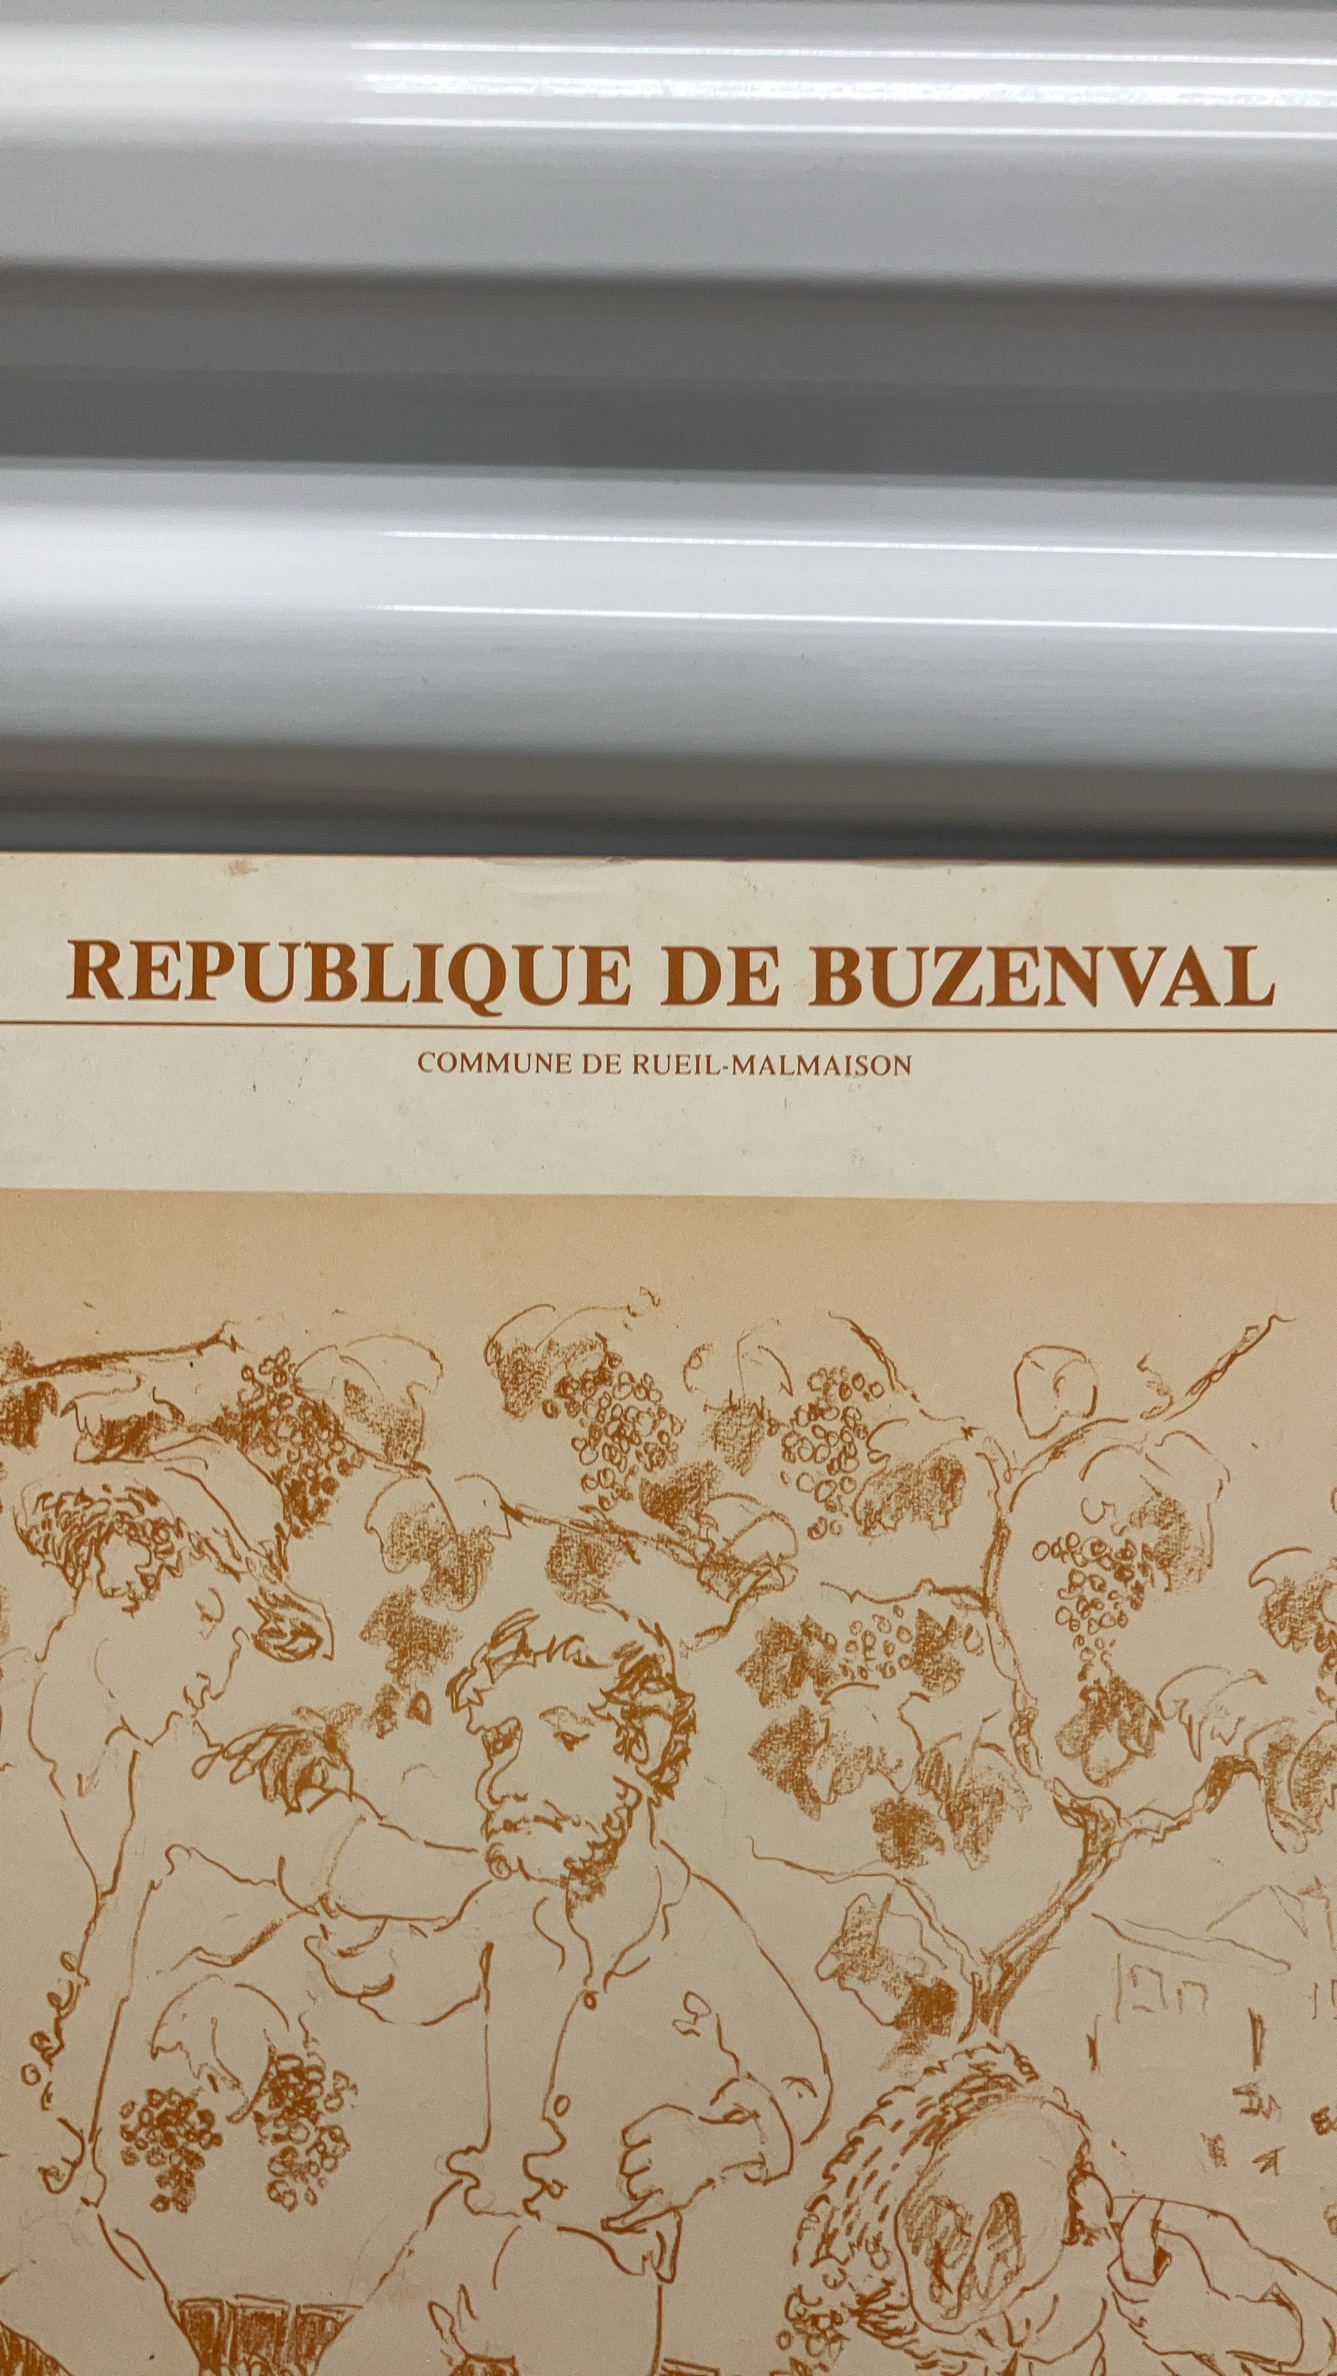 REPUBLIQUE DE BUZENVAL
COMMUNE DE RUEIL-MALMAISON